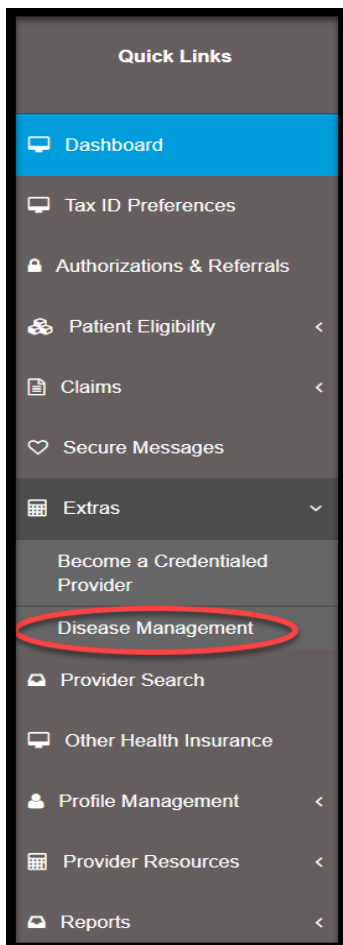 Quick Links
Dashboard
Tax ID Preferences
Authorizations & Referrals
Patient Eligibility
Claims
Secure Messages
Extras
Become a Credentialed
Provider
Disease Management
Provider Search
Other Health Insurance
Profile Management
Provider Resources
Reports